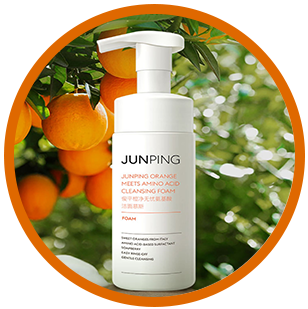 JUNPING
JUNPING ORANGE
MEETS AMINO ACID
CLEANSING FOAM
FOAM
SWEET ORANGES FROM ITALY
AMINO ACID-BASED SURFACTANT
EASY RINSE OFF
GENTLE CLEANSING